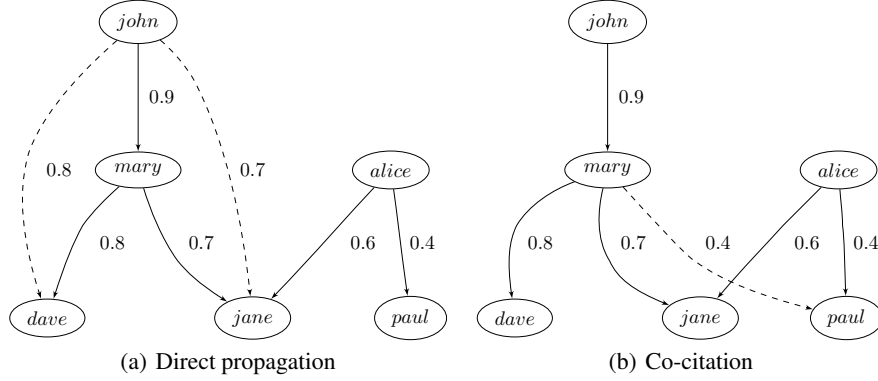 john
john
0.9
0.9
0.8
mary
0.7
alice
mary
alice
0.8
0.7
0.6
0.4
0.8
0.7
0.4
0.6
0.4
dave
jane
paul
dave
jane
paul
(a) Direct propagation
(b) Co-citation